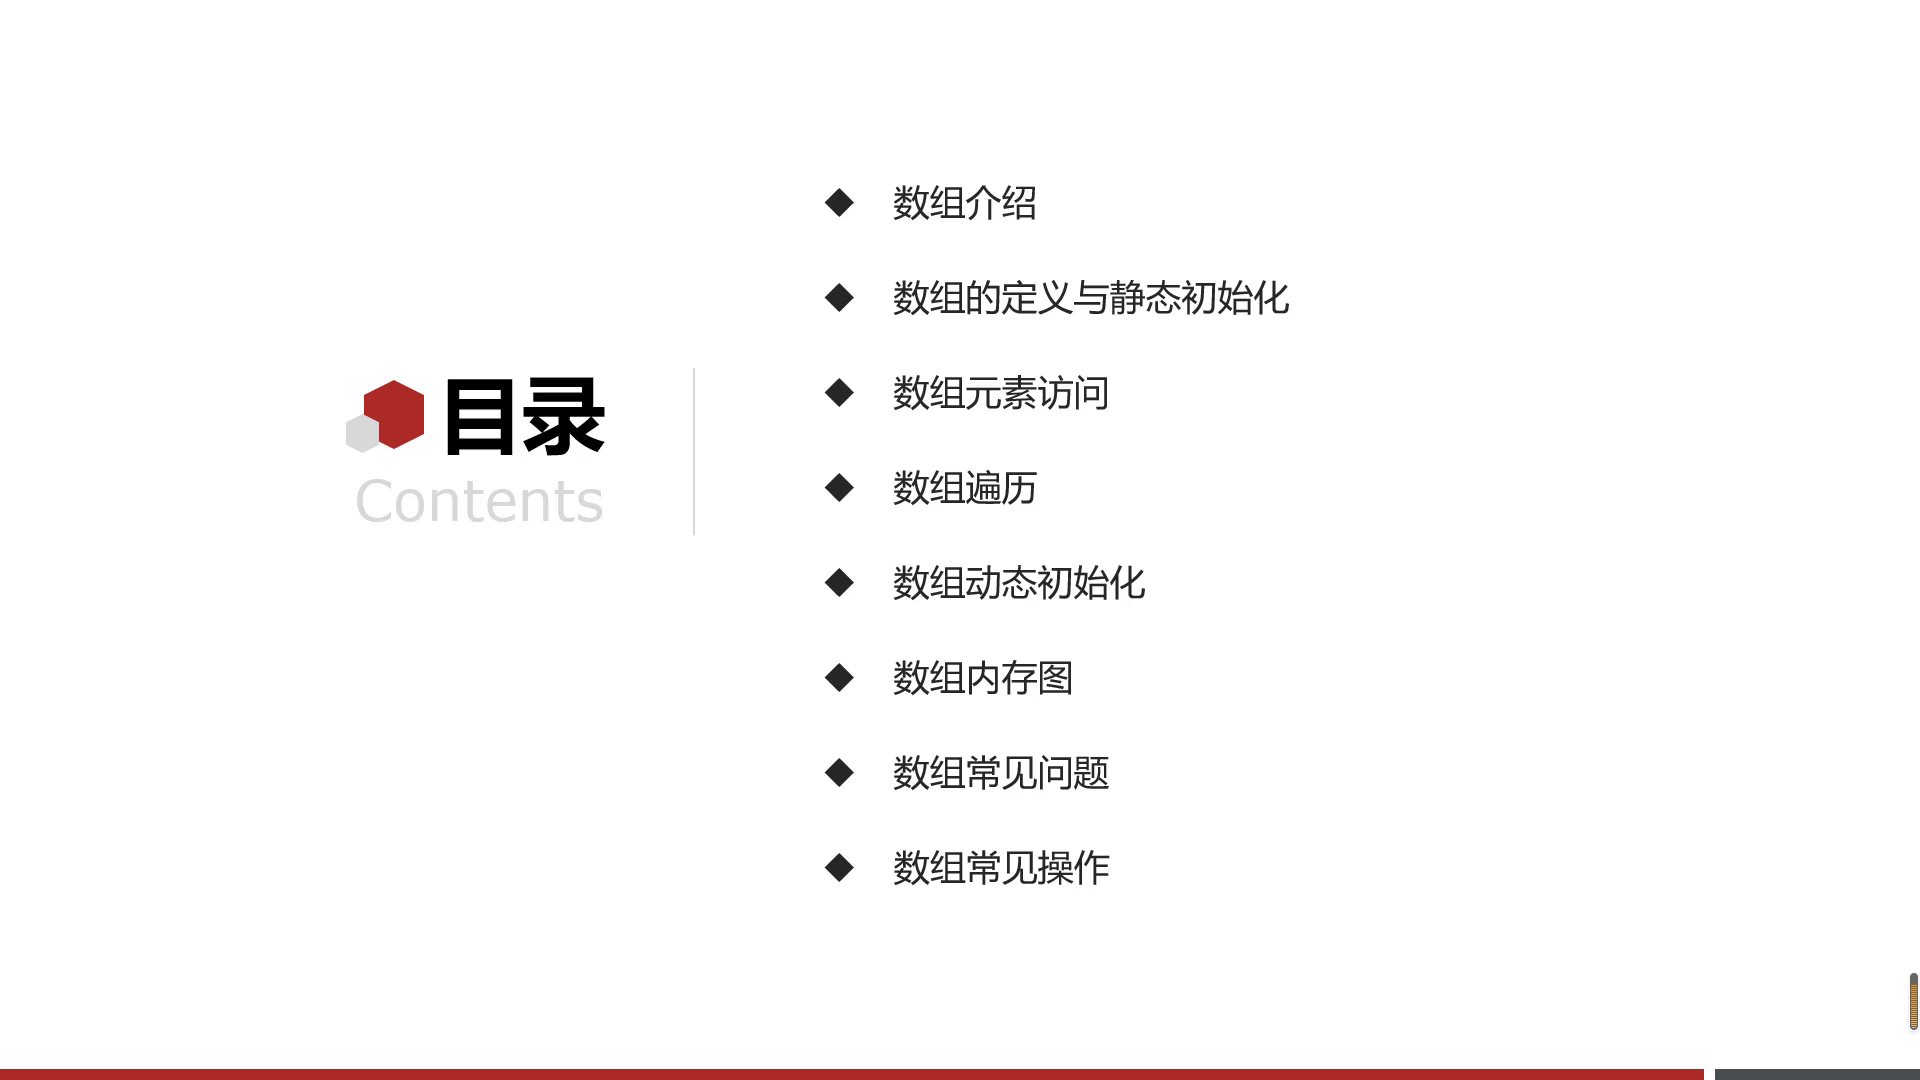 目录
Contents
数组介绍
数组的定义与静态初始化
数组元素访问
数组遍历
数组动态初始化
数组内存图
数组常见问题
数组常见操作